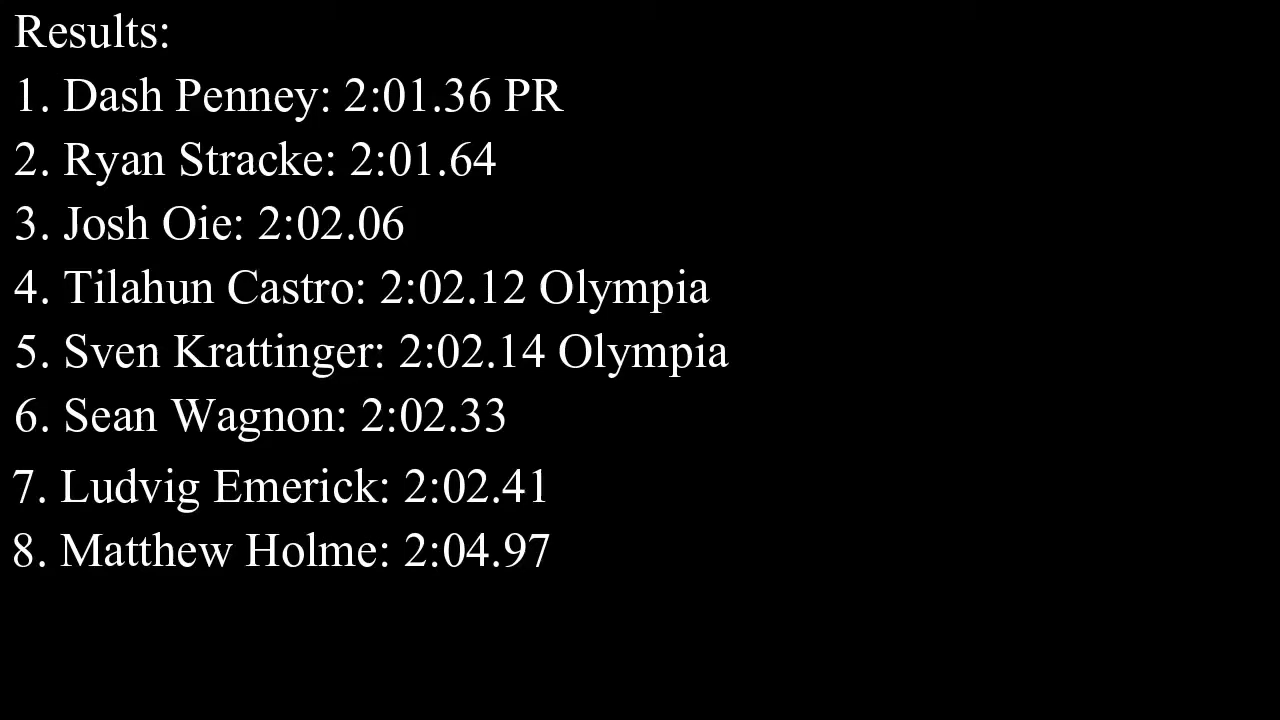 Results:
1. Dash Penney: 2:01.36 PR
2. Ryan Stracke: 2:01.64
3. Josh Oie: 2:02.06
4. Tilahun Castro: 2:02.12 Olympia
5. Sven Krattinger: 2:02.14 Olympia
6. Sean Wagnon: 2:02.33
7. Ludvig Emerick: 2:02.41
8. Matthew Holme: 2:04.97